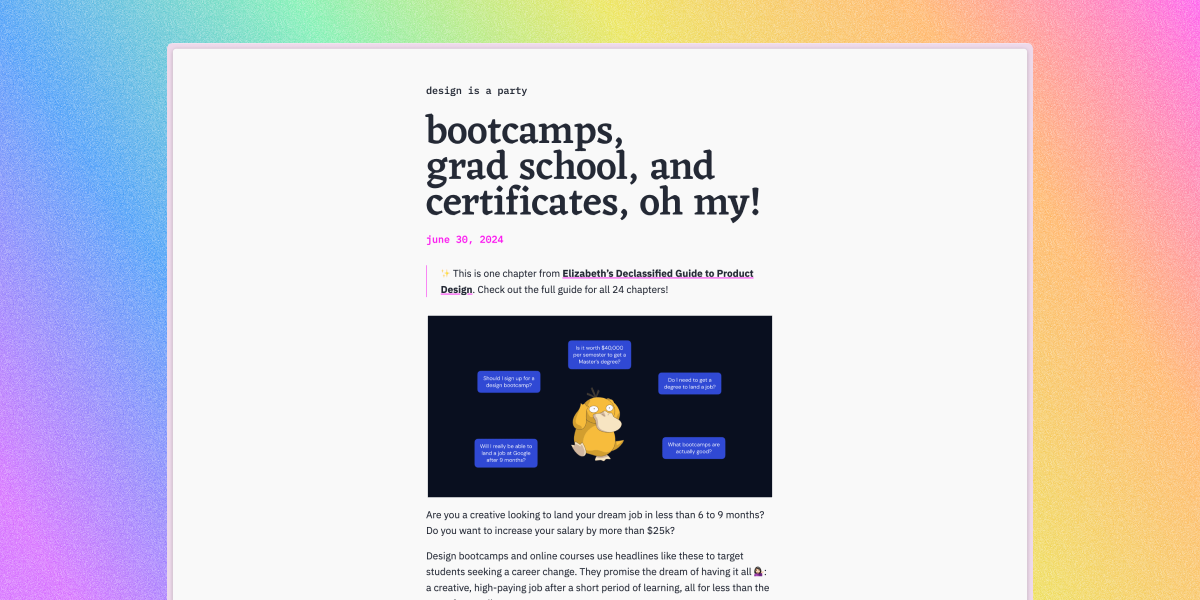 design is a party
bootcamps,
grad school, and
certificates, oh my!
june 30, 2024
✨ This is one chapter from Elizabeth's Declassified Guide to Product
Design. Check out the full guide for all 24 chapters!
Is it worth $40,000
per semester to get a
Master's degree?
Should I sign up for a
design bootcamp?
Do I need to get a
degree to land a job?
Will I really be able to
land a job at Google
after 9 months?
What bootcamps are
actually good?
Are you a creative looking to land your dream job in less than 6 to 9 months?
Do you want to increase your salary by more than $25k?
Design bootcamps and online courses use headlines like these to target
students seeking a career change. They promise the dream of having it all 💁🏻‍♀️:
a creative, high-paying job after a short period of learning, all for less than the